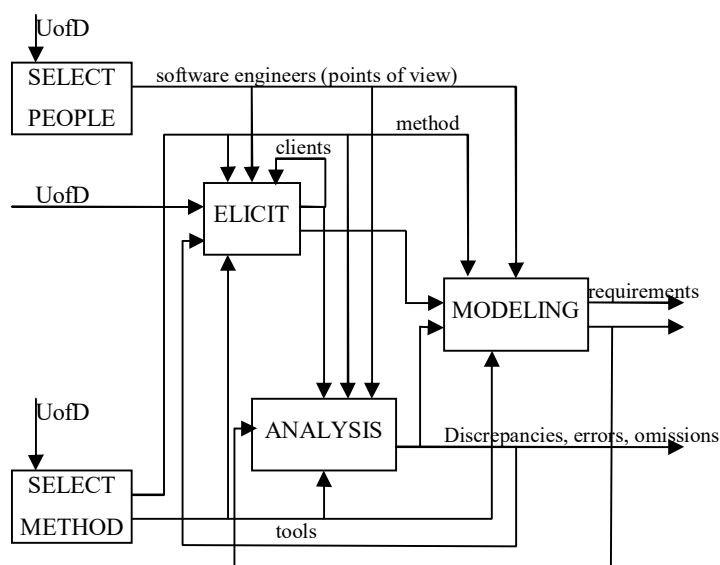 UofD
SELECT
PEOPLE
software engineers (points of view)
method
clients
UofD
ELICIT
requirements
MODELING
UofD
ANALYSIS
Discrepancies, errors, omissions
SELECT
METHOD
tools